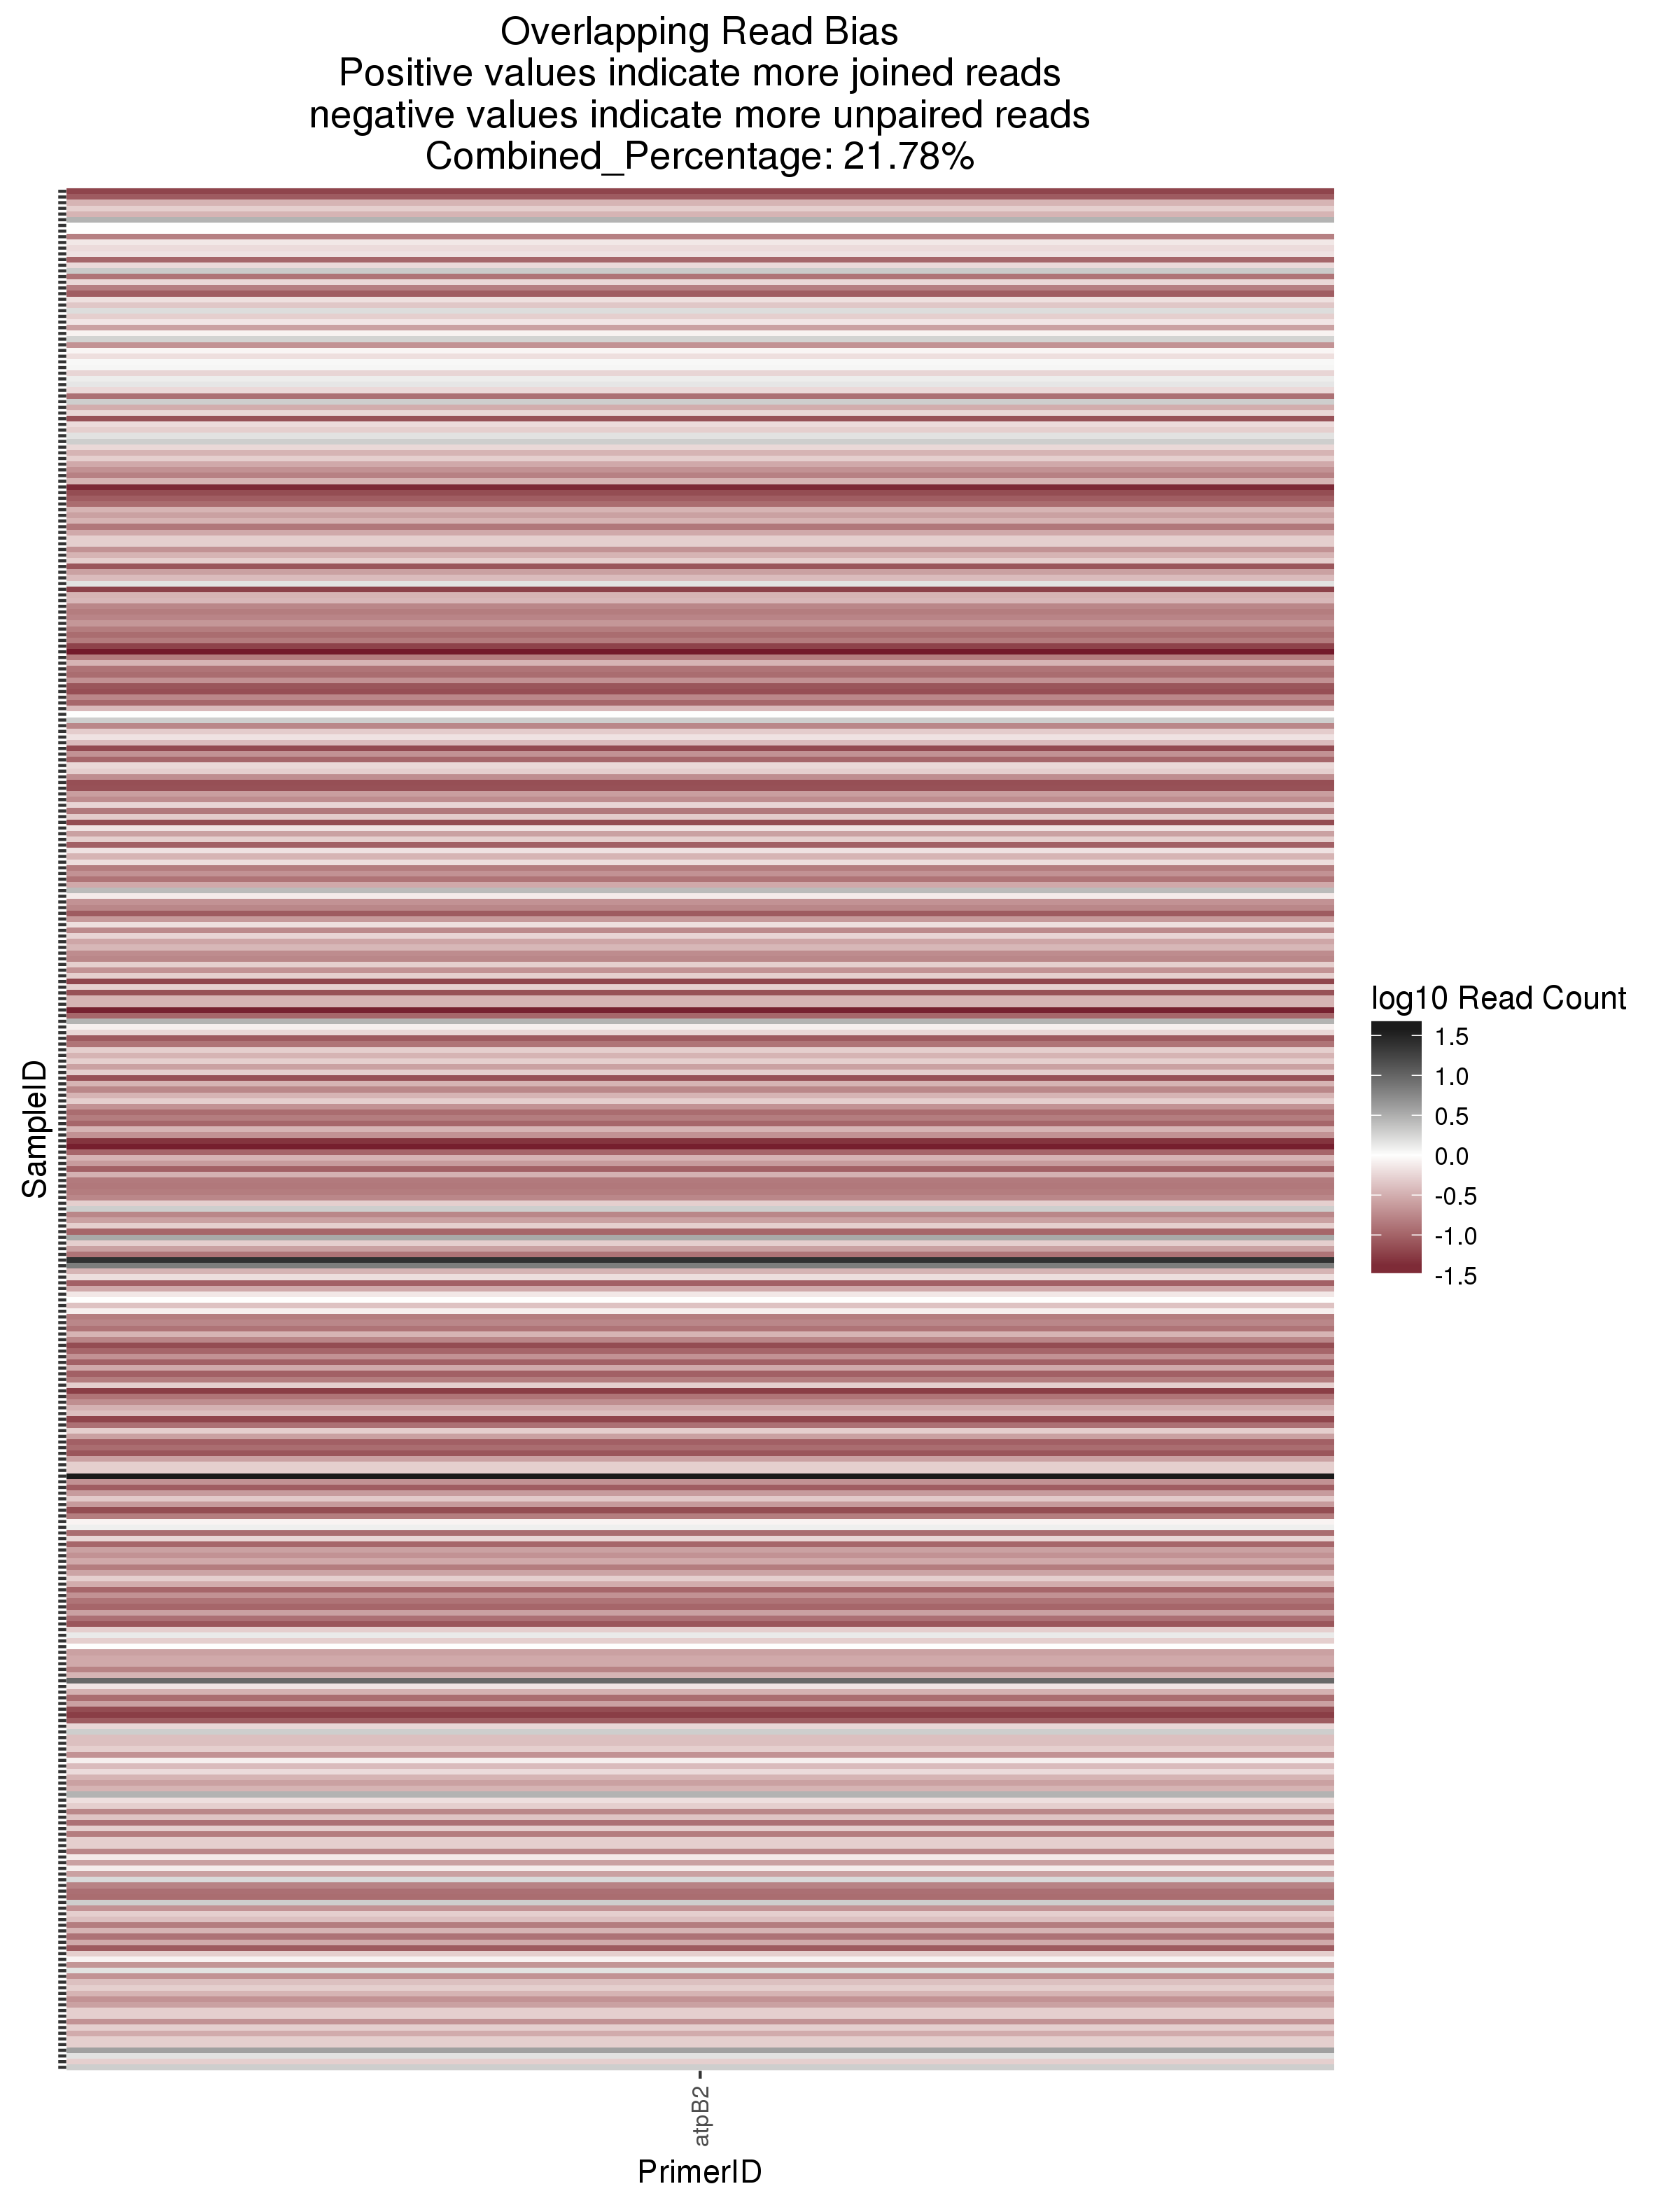 Overlapping Read Bias
Positive values indicate more joined reads
negative values indicate more unpaired reads
Combined_Percentage: 21.78%
SampleID
log10 Read Count
1.5
1.0
0.5
0.0
-0.5
-1.0
-1.5
atpB2
PrimerID